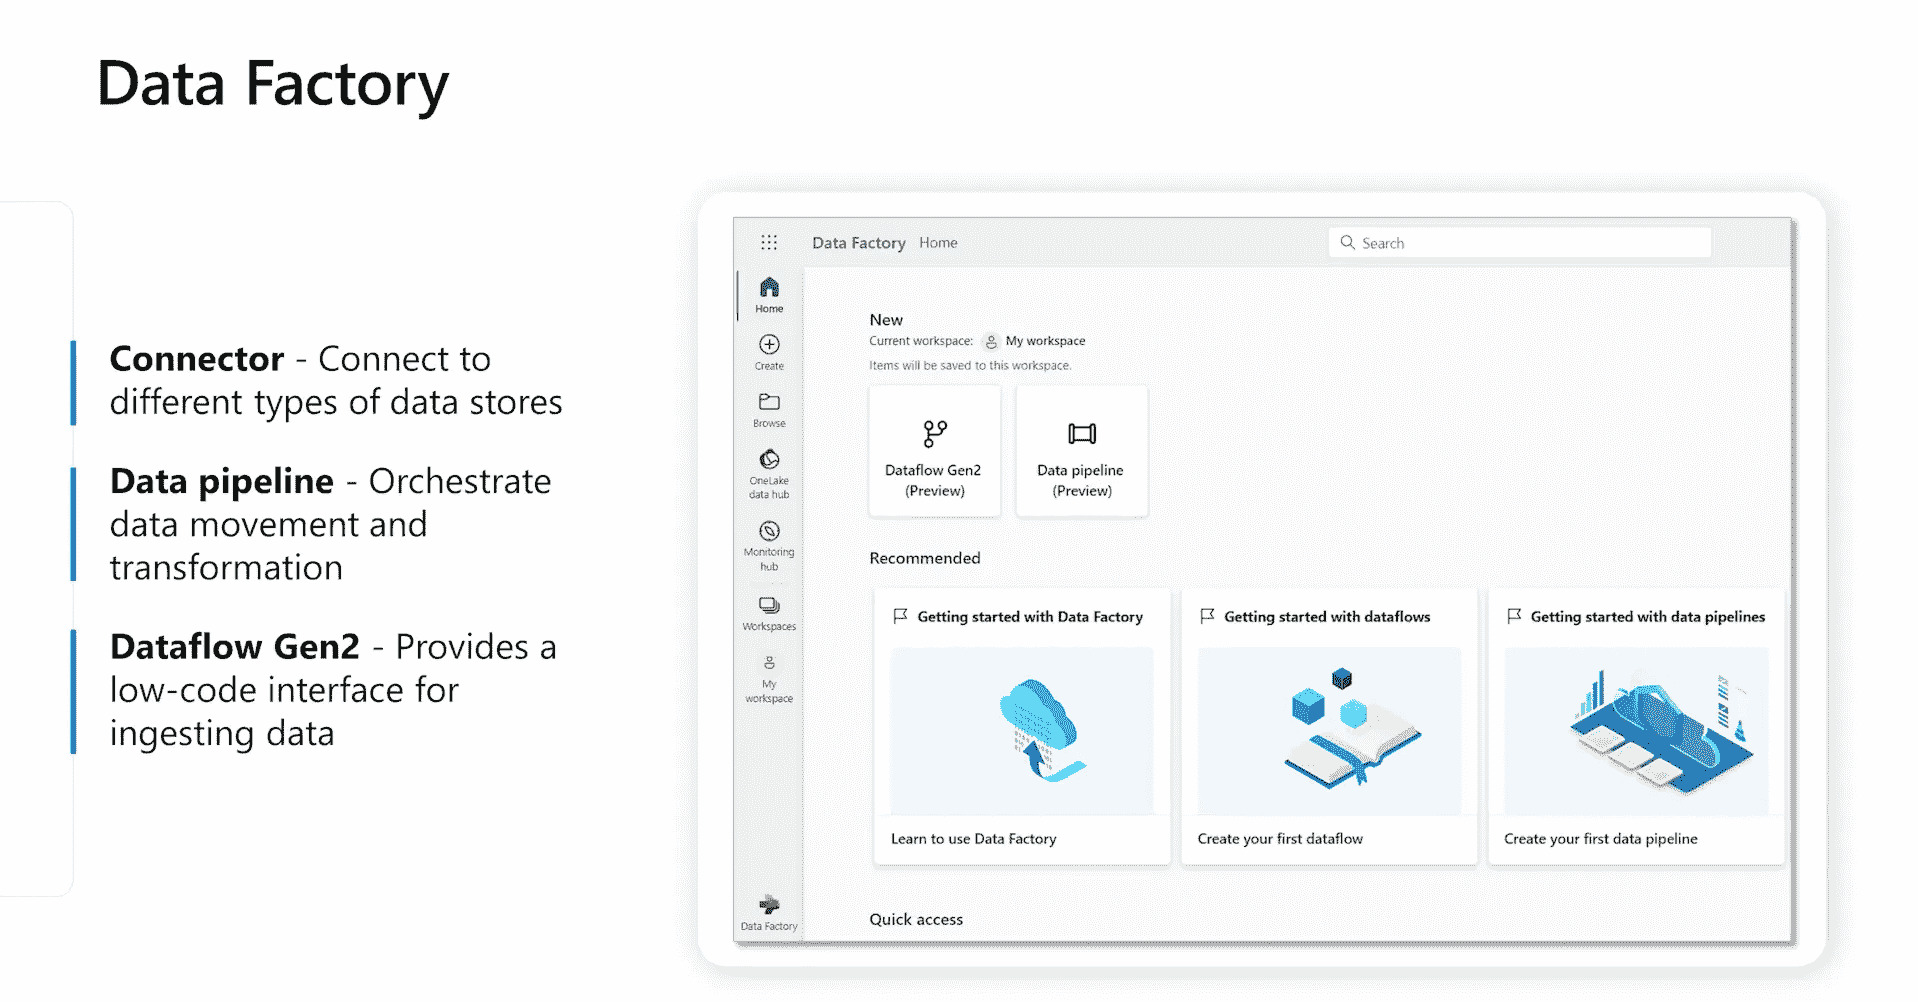 Data Factory
Connector - Connect to
different types of data stores
Data pipeline - Orchestrate
data movement and
transformation
Dataflow Gen2 - Provides a
low-code interface for
ingesting data
Data Factory Home
Search
Home
Create
Browse
OneLake
data hub
Monitoring
hub
Workspaces
My
workspace
Data Factory
New
Current workspace: My workspace
Items will be saved to this workspace.
Dataflow Gen2
(Preview)
Data pipeline
(Preview)
Recommended
Getting started with Data Factory
Learn to use Data Factory
Getting started with dataflows
Create your first dataflow
Getting started with data pipelines
Create your first data pipeline
Quick access